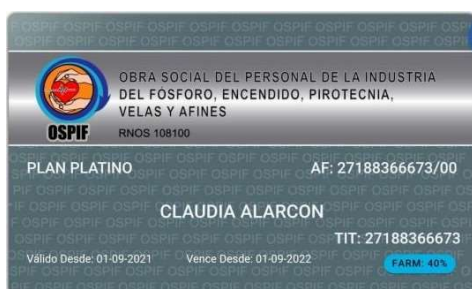 OBRA SOCIAL DEL PERSONAL DE LA INDUSTRIA
DEL FÓSFORO, ENCENDIDO, PIROTECNIA,
VELAS Y AFINES
OSPIF
RNOS 108100
PLAN PLATINO
AF: 27188366673/00
CLAUDIA ALARCON
TIT: 27188366673
Válido Desde: 01-09-2021
Vence Desde: 01-09-2022
FARM: 40%